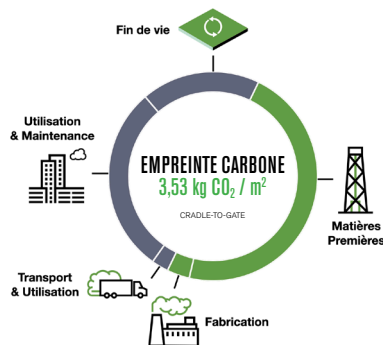 Fin de vie
Utilisation
& Maintenance
EMPREINTE CARBONE
3,53 kg CO₂ / m²
CRADLE-TO-GATE
Matières
Premières
Transport
& Utilisation
Fabrication